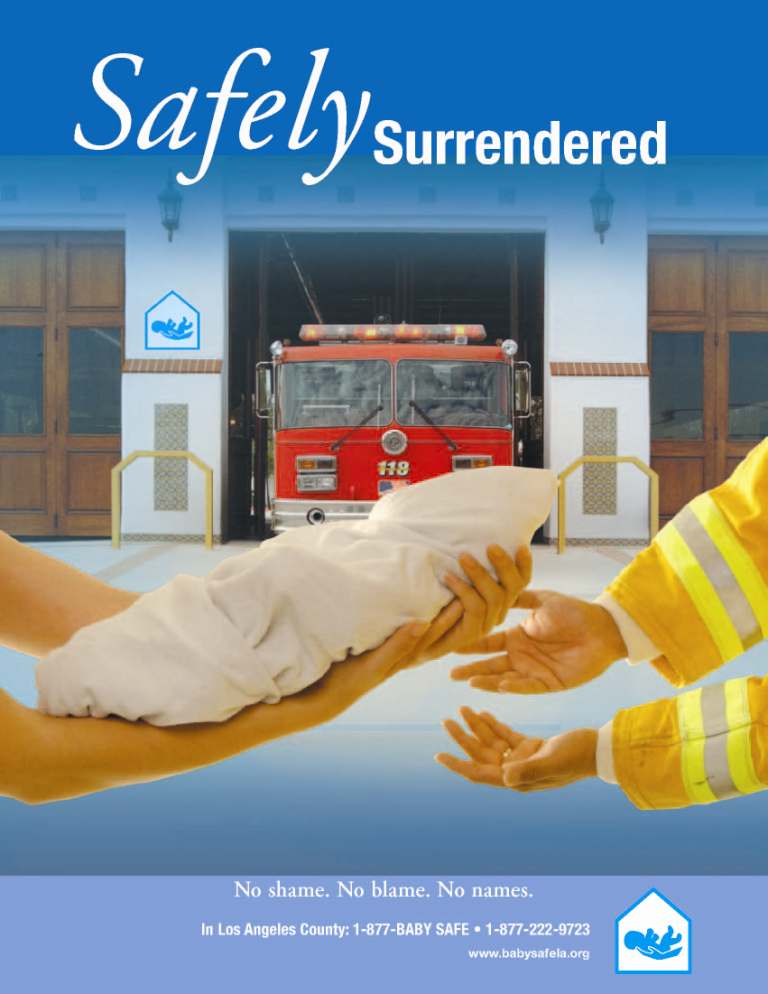 Safely Surrendered
118
No shame. No blame. No names.
In Los Angeles County: 1-877-BABY SAFE • 1-877-222-9723
www.babysafela.org